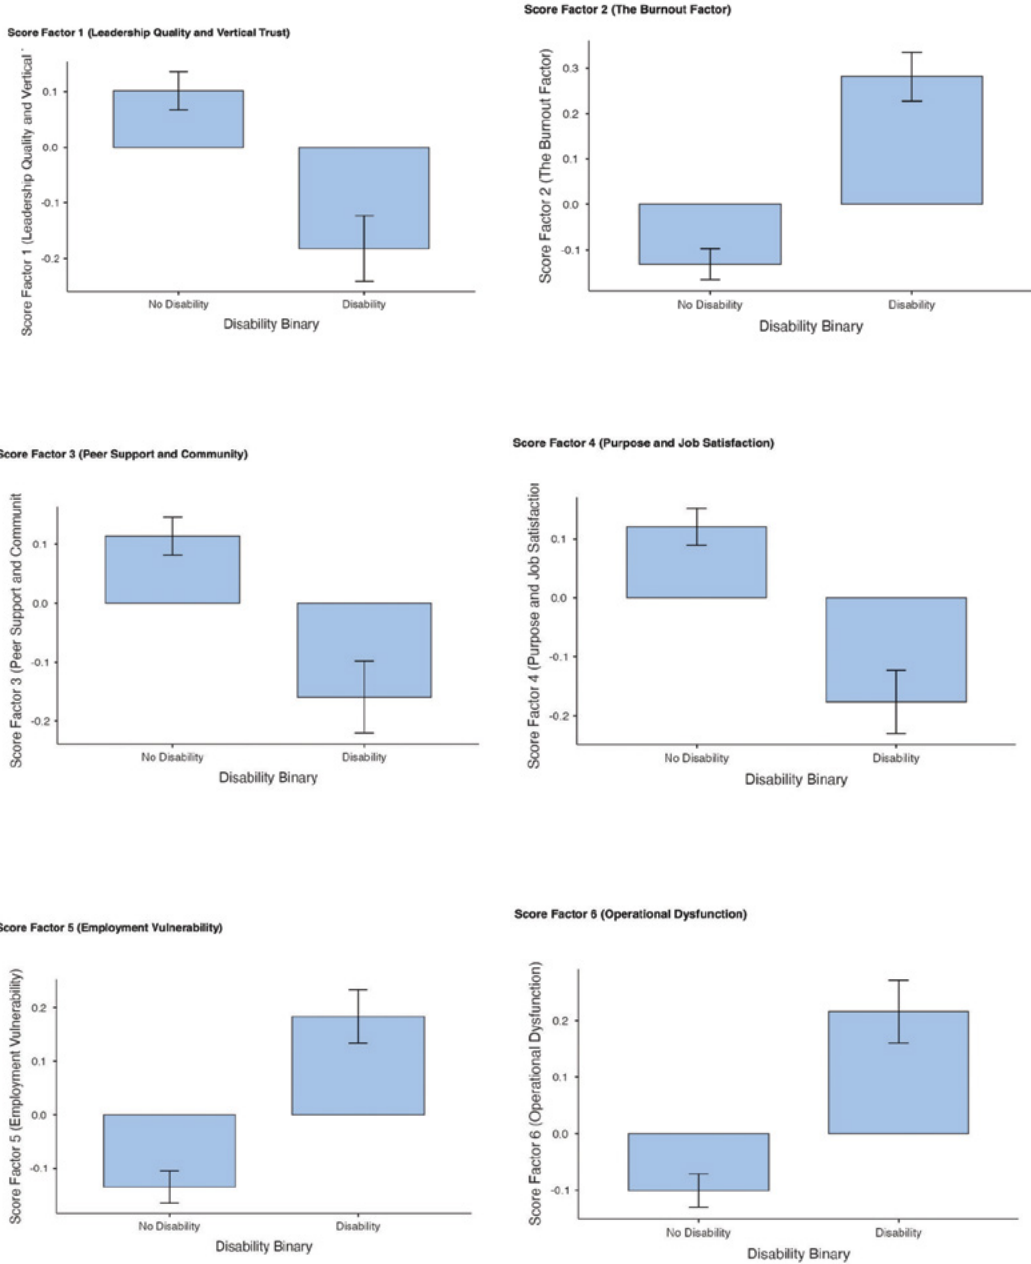 Score Factor 1 (Leadership Quality and Vertical Trust)
Score Factor 1 (Leadership Quality and Vertical
0.1
0.0
-0.1
-0.2
No Disability Disability
Disability Binary
Score Factor 2 (The Burnout Factor)
Score Factor 2 (The Burnout Factor)
0.3
0.2
0.1
0.0
-0.1
No Disability Disability
Disability Binary
Score Factor 3 (Peer Support and Community)
Score Factor 3 (Peer Support and Communit
0.1
0.0
-0.1
-0.2
No Disability Disability
Disability Binary
Score Factor 4 (Purpose and Job Satisfaction)
Score Factor 4 (Purpose and Job Satisfaction
0.1
0.0
-0.1
-0.2
No Disability Disability
Disability Binary
Score Factor 5 (Employment Vulnerability)
Score Factor 5 (Employment Vulnerability)
0.2
0.1
0.0
-0.1
No Disability Disability
Disability Binary
Score Factor 6 (Operational Dysfunction)
Score Factor 6 (Operational Dysfunction)
0.2
0.1
0.0
-0.1
No Disability Disability
Disability Binary